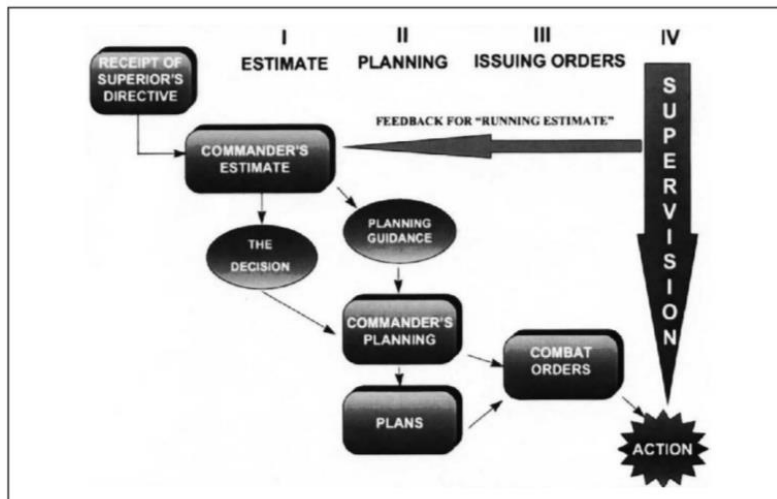 I
II
III
IV
ESTIMATE
PLANNING
ISSUING ORDERS
RECEIPT OF
SUPERIOR'S
DIRECTIVE
FEEDBACK FOR "RUNNING ESTIMATE"
SUPERVISION
COMMANDER'S
ESTIMATE
THE
DECISION
PLANNING
GUIDANCE
COMMANDER'S
PLANNING
COMBAT
ORDERS
PLANS
ACTION